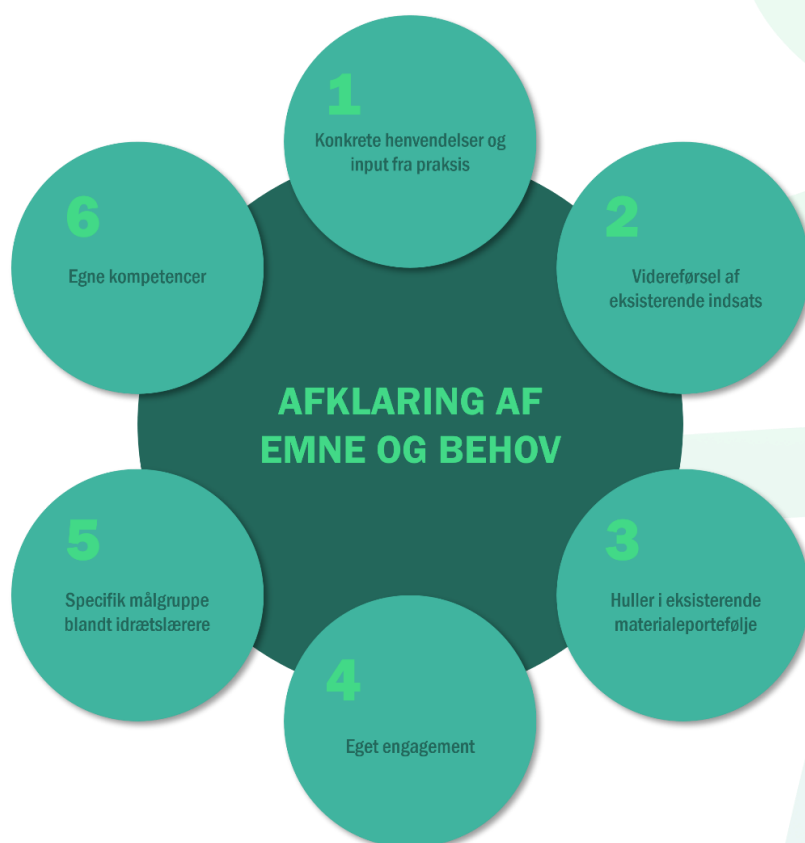 1
Konkrete henvendelser og
input fra praksis
2
Videreførsel af
eksisterende indsats
3
Huller i eksisterende
materialeportefølje
4
Eget engagement
5
Specifik målgruppe
blandt idrætslærere
6
Egne kompetencer
AFKLARING AF
EMNE OG BEHOV